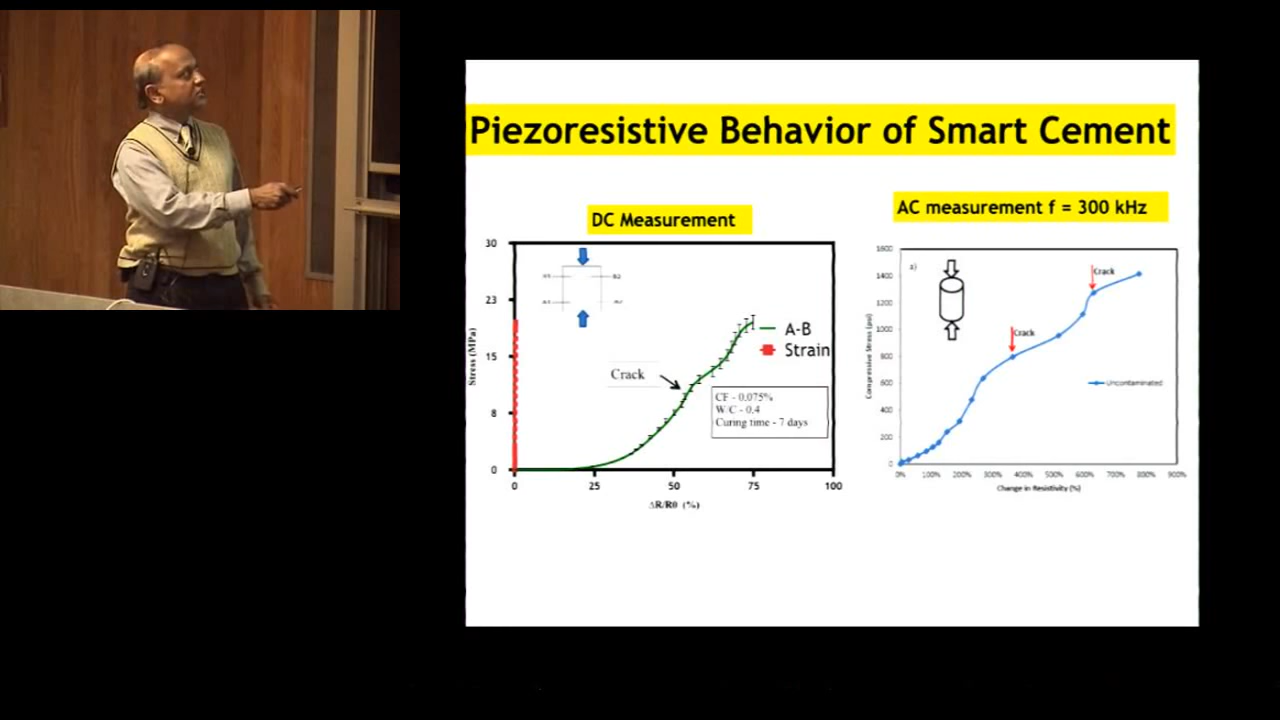 Piezoresistive Behavior of Smart Cement
DC Measurement
30
23
15
8
0
0
25
50
75
100
Stress (MPa)
ΔR/R0 (%)
Crack
A-B
Strain
CF - 0.075%
W/C - 0.4
Curing time - 7 days
AC measurement f = 300 kHz
1600
1400
1200
1000
800
600
400
200
0
0%
100%
200%
300%
400%
500%
600%
700%
800%
900%
Compressive Stress (psi)
Change in Resistivity (%)
a)
Crack
Crack
Uncontaminated